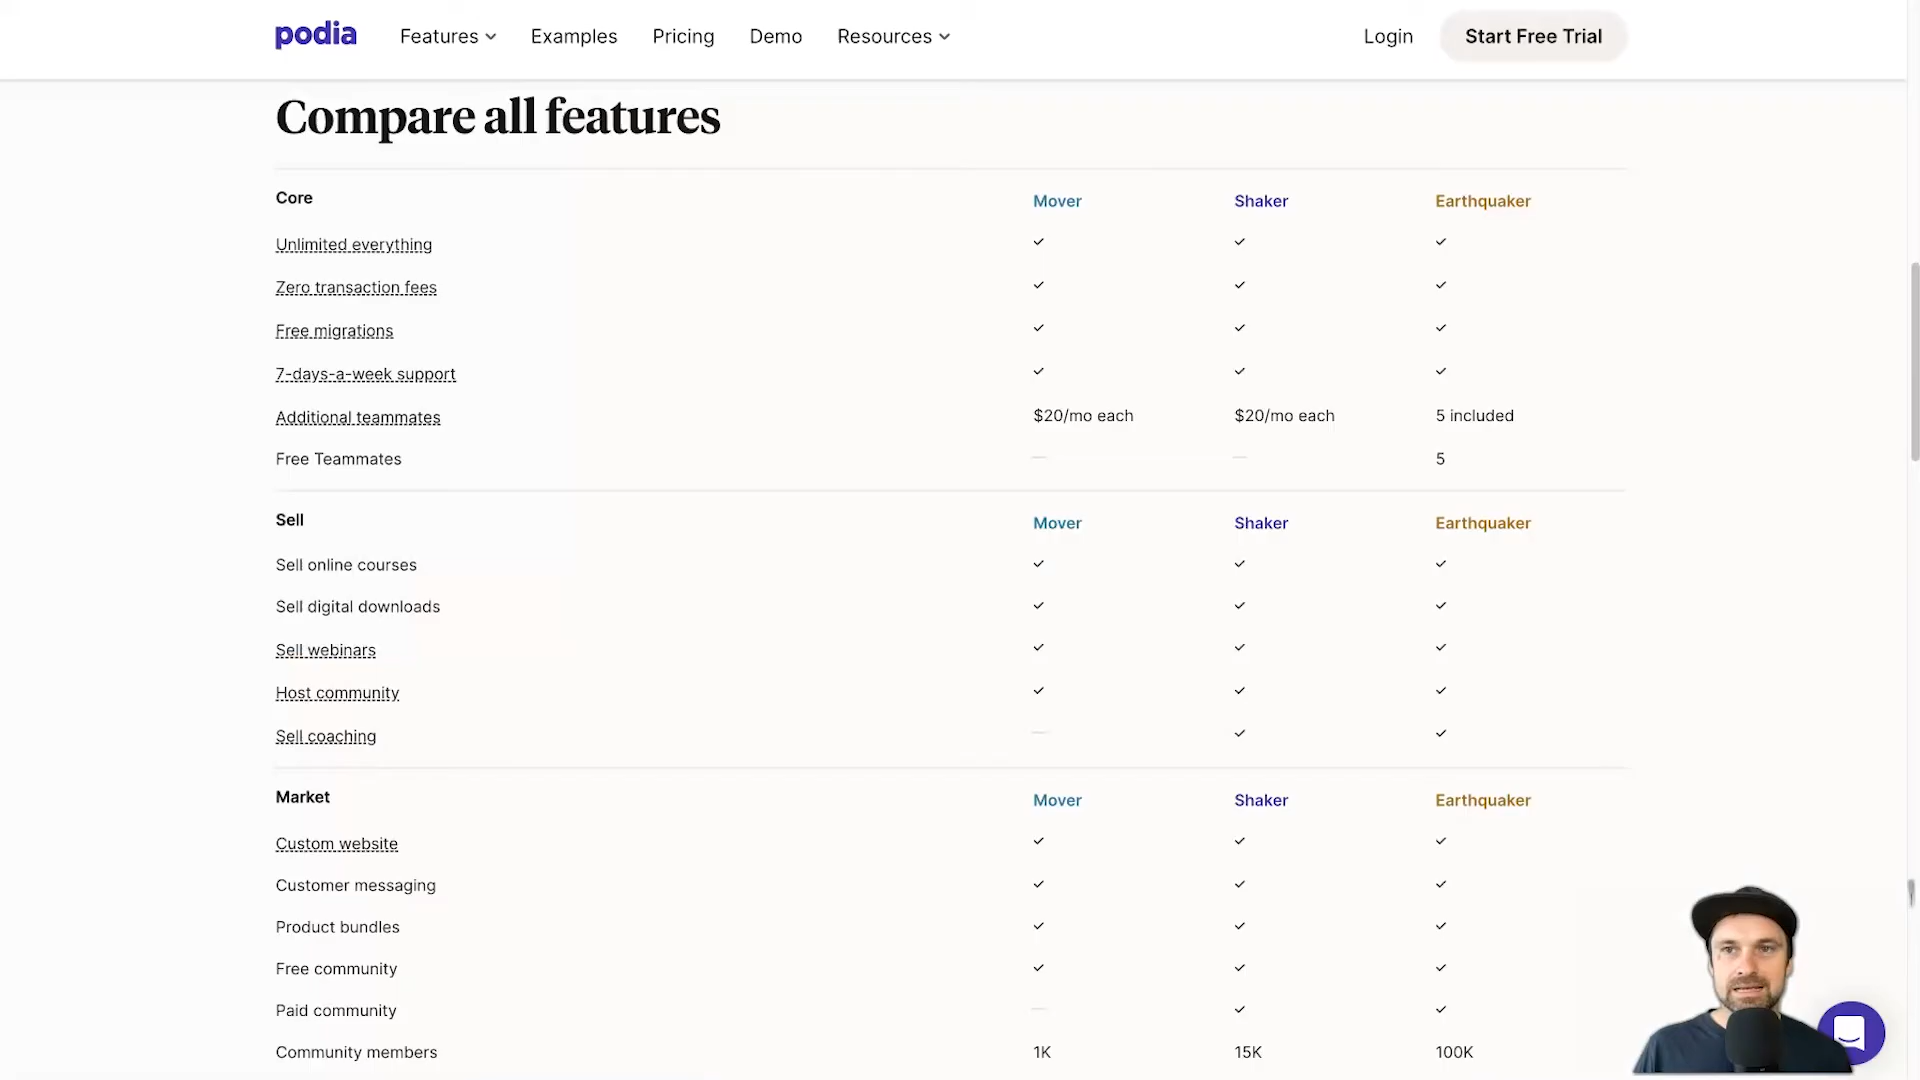 podia Features Examples Pricing Demo Resources Login Start Free Trial
Compare all features
Core Mover Shaker Earthquaker
Unlimited everything ✓ ✓ ✓
Zero transaction fees ✓ ✓ ✓
Free migrations ✓ ✓ ✓
7-days-a-week support ✓ ✓ ✓
Additional teammates $20/mo each $20/mo each 5 included
Free Teammates — — 5
Sell Mover Shaker Earthquaker
Sell online courses ✓ ✓ ✓
Sell digital downloads ✓ ✓ ✓
Sell webinars ✓ ✓ ✓
Host community ✓ ✓ ✓
Sell coaching — ✓ ✓
Market Mover Shaker Earthquaker
Custom website ✓ ✓ ✓
Customer messaging ✓ ✓ ✓
Product bundles ✓ ✓ ✓
Free community ✓ ✓ ✓
Paid community — ✓ ✓
Community members 1K 15K 100K